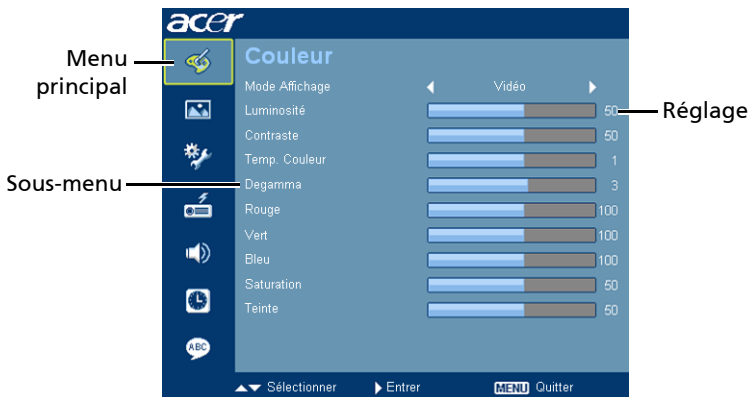 acer
Menu principal
Couleur
Mode Affichage Vidéo
Luminosité 50
Réglage
Contraste 50
Temp. Couleur 1
Sous-menu
Degamma 3
Rouge 100
Vert 100
Bleu 100
Saturation 50
Teinte 50
ABC
Sélectionner Entrer MENU Quitter